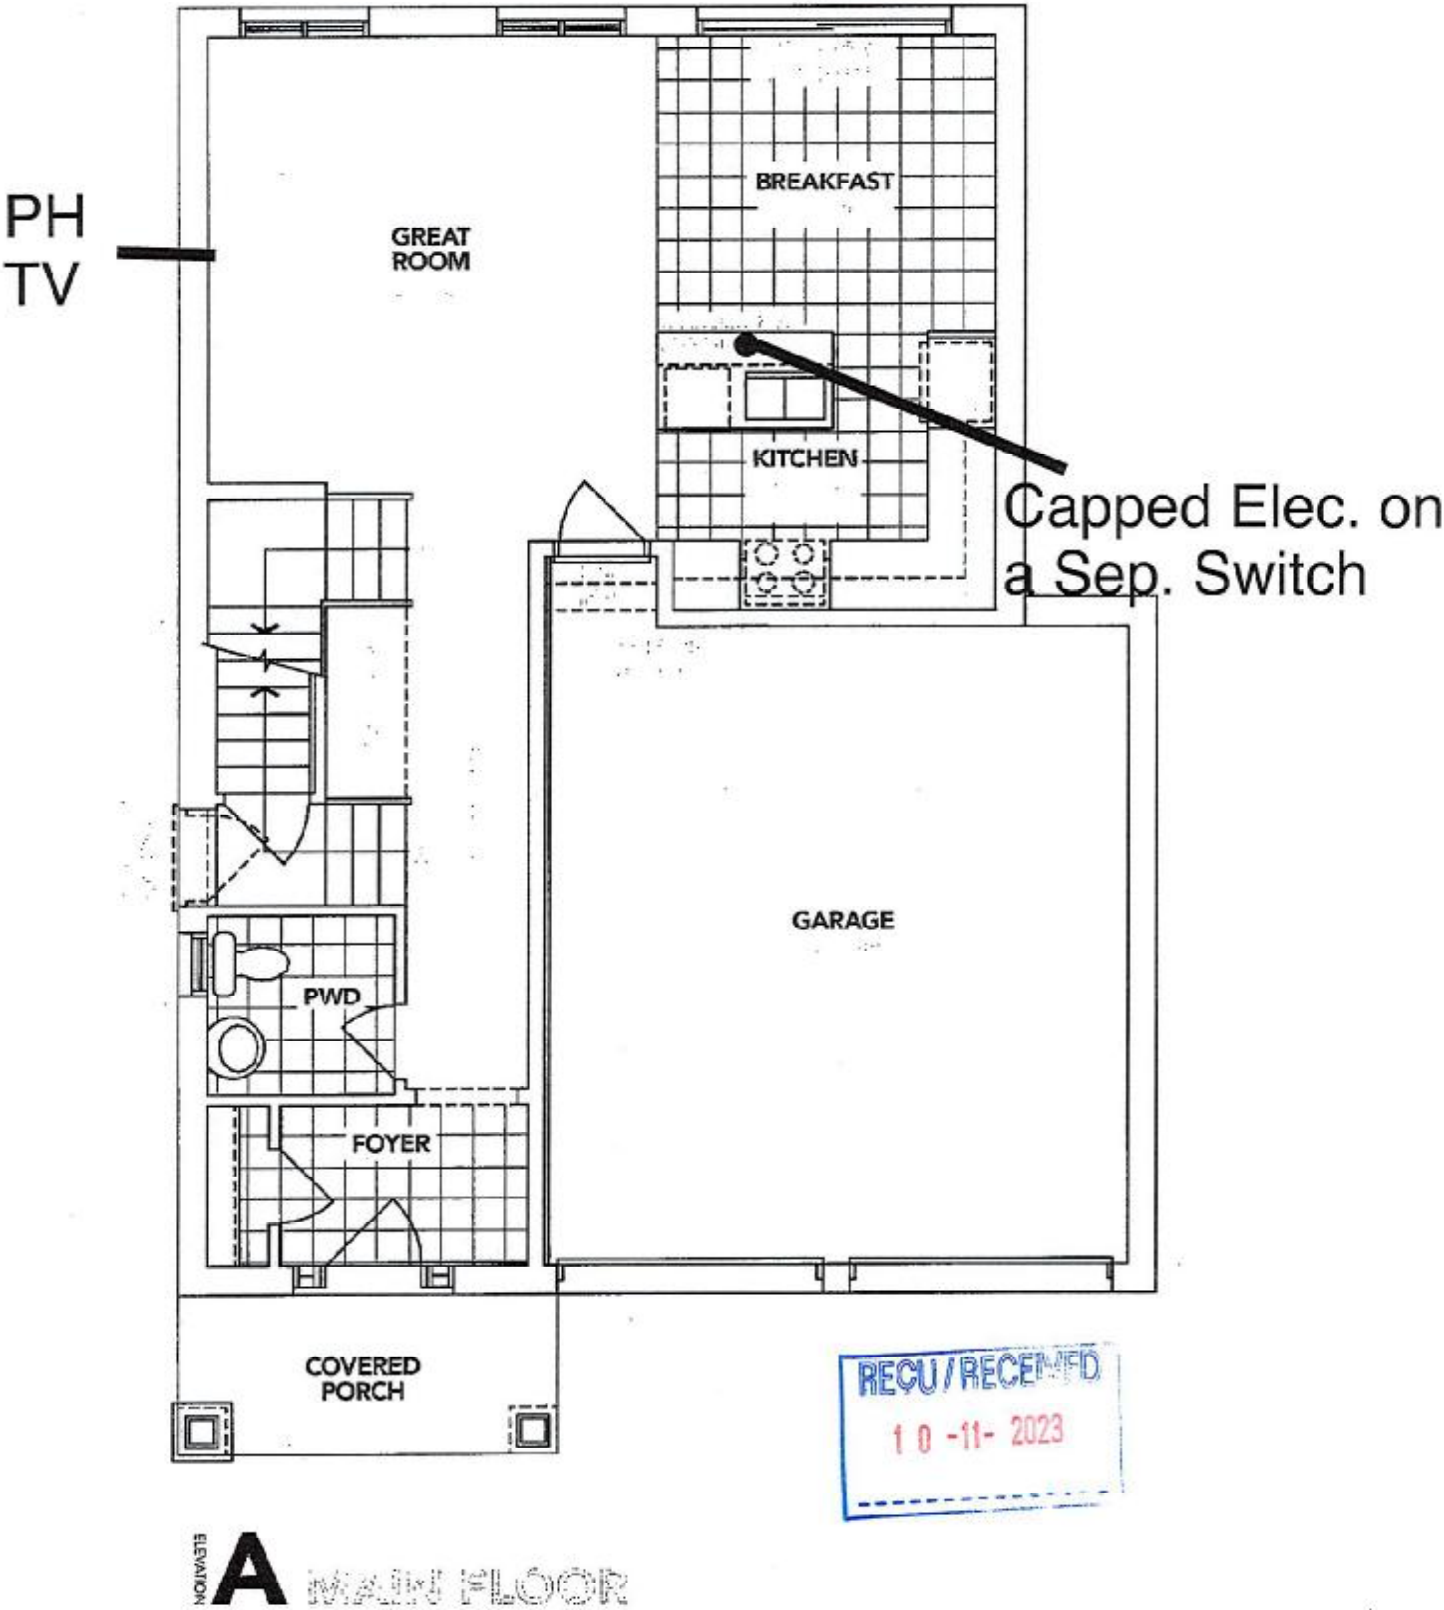 BREAKFAST
PH
TV
GREAT
ROOM
KITCHEN
Capped Elec. on
a Sep. Switch
GARAGE
PWD
FOYER
COVERED
PORCH
REÇU / RECEIVED
10 -11- 2023
ELEVATION
A MAIN FLOOR